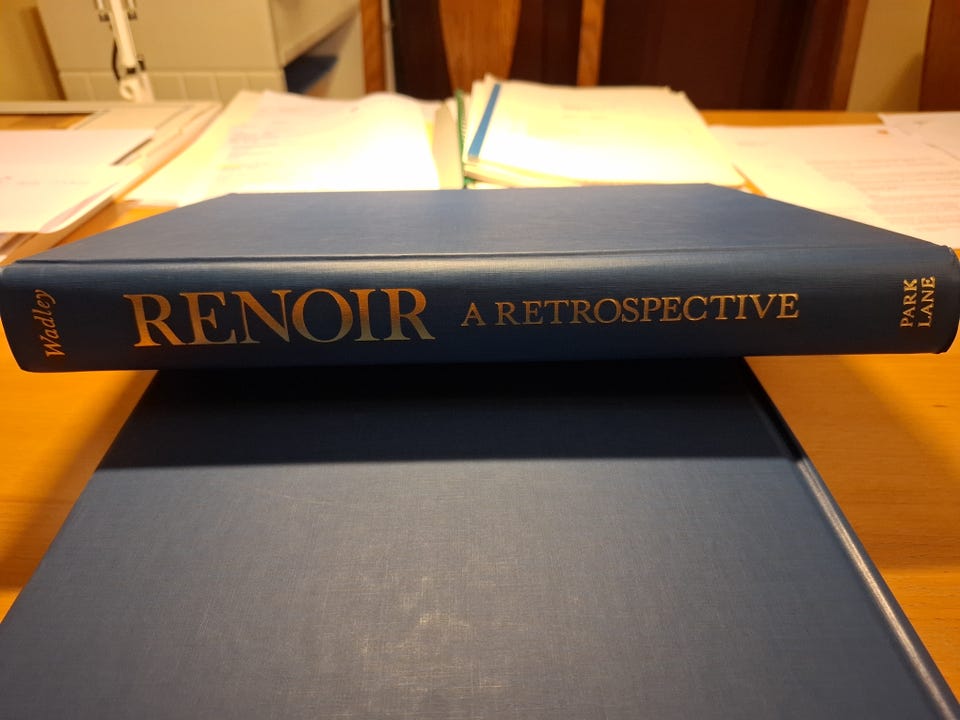 Wadley
RENOIR A RETROSPECTIVE
PARK
LANE